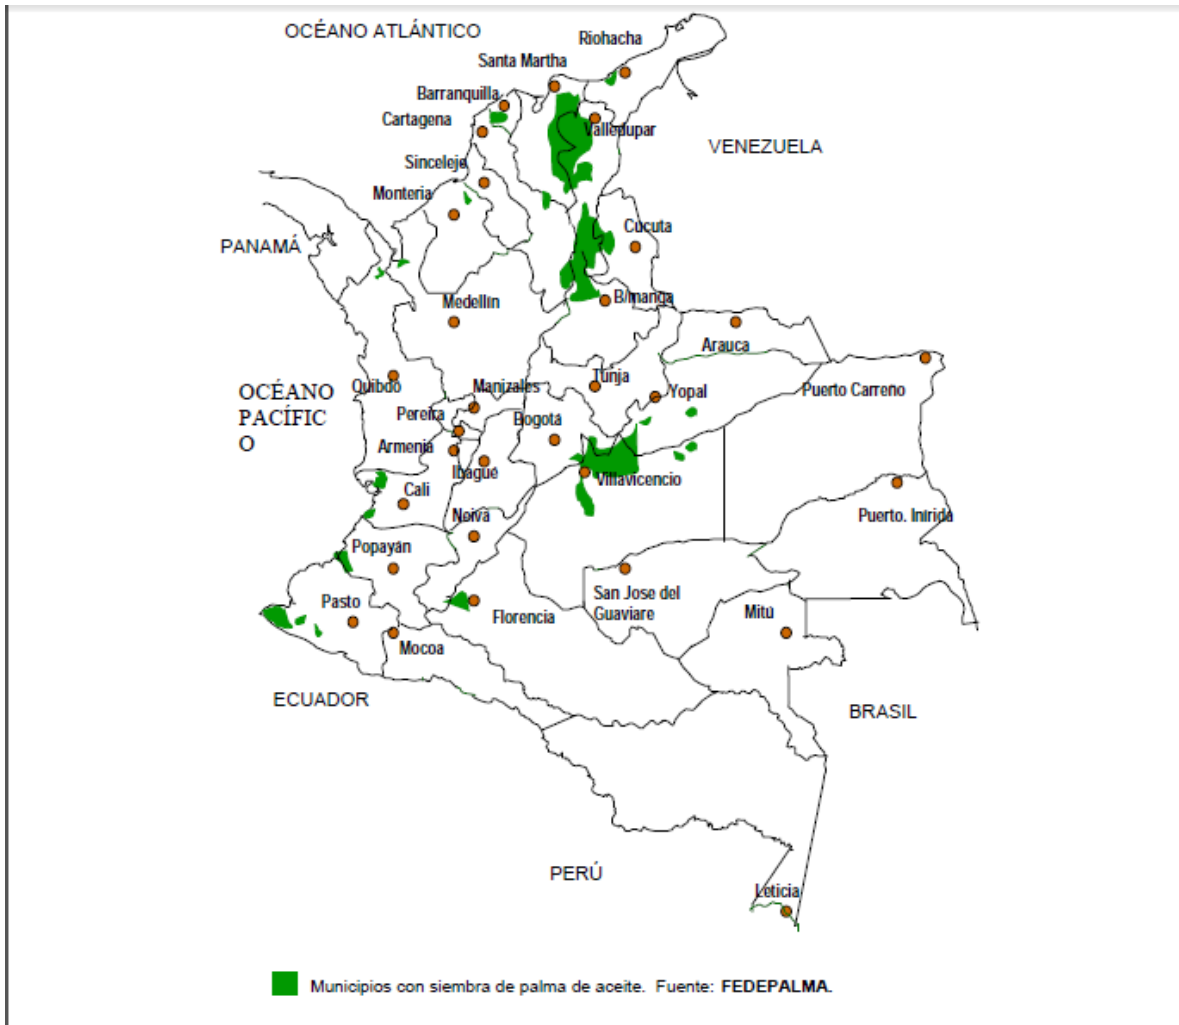 OCÉANO ATLÁNTICO
Riohacha
Santa Martha
Barranquilla
Cartagena
Valledupar
VENEZUELA
Sincelejo
Monteria
Cucuta
PANAMÁ
B/manga
Medellin
Arauca
Tunja
Quibdo
Manizales
Yopal
Puerto Carreño
OCÉANO
PACÍFIC
O
Pereira
Bogotá
Armenia
Ibagué
Villavicencio
Cali
Neiva
Puerto. Inirida
Popayán
San Jose del
Guaviare
Pasto
Florencia
Mitú
Mocoa
ECUADOR
BRASIL
PERÚ
Leticia
Municipios con siembra de palma de aceite. Fuente: FEDEPALMA.